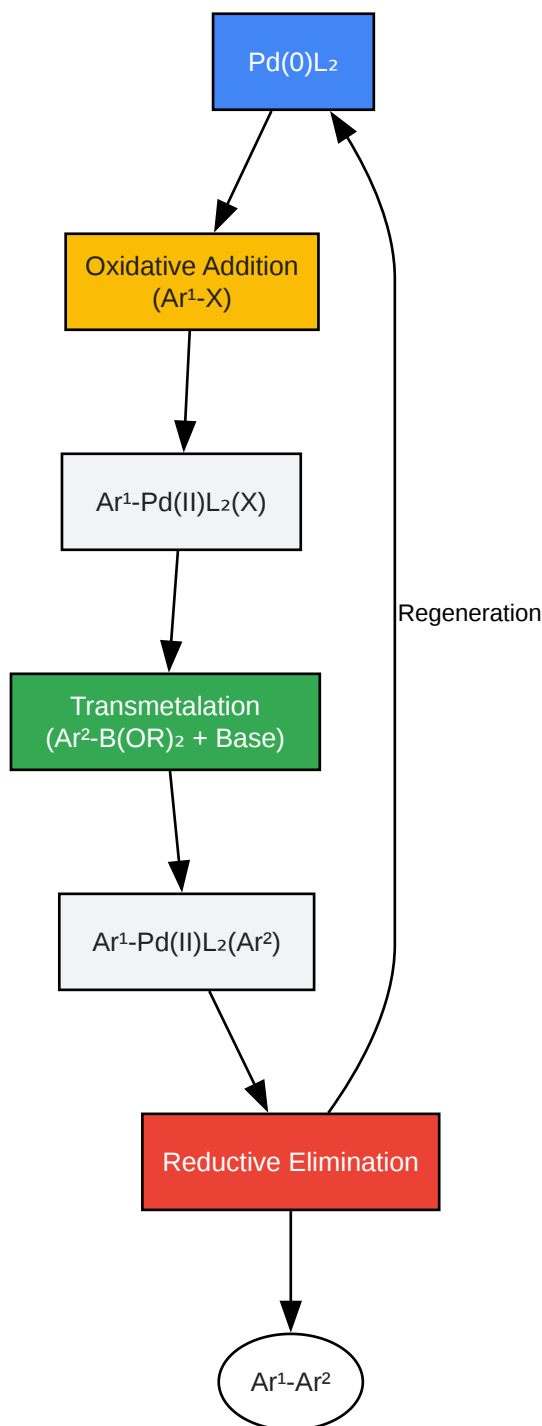 Pd(0)L₂
Oxidative Addition
(Ar¹-X)
Ar¹-Pd(II)L₂(X)
Regeneration
Transmetalation
(Ar²-B(OR)₂ + Base)
Ar¹-Pd(II)L₂(Ar²)
Reductive Elimination
Ar¹-Ar²